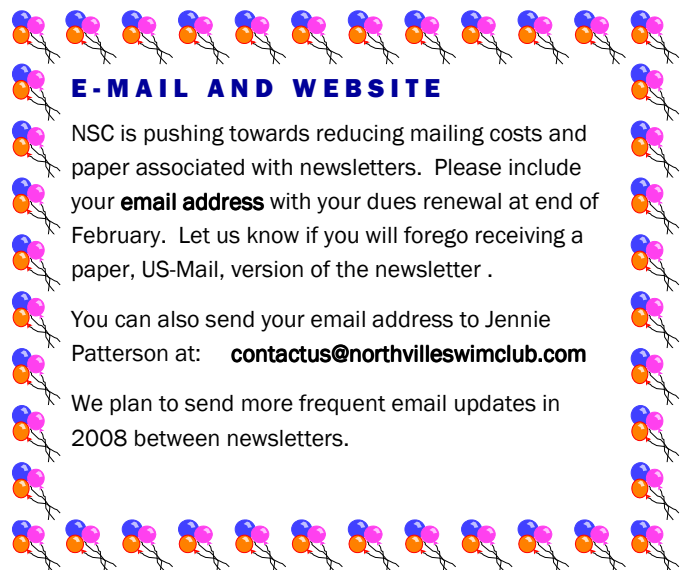 E-MAIL AND WEBSITE
NSC is pushing towards reducing mailing costs and
paper associated with newsletters.  Please include
your email address with your dues renewal at end of
February.  Let us know if you will forego receiving a
paper, US-Mail, version of the newsletter .
You can also send your email address to Jennie
Patterson at:    contactus@northvilleswimclub.com
We plan to send more frequent email updates in
2008 between newsletters.